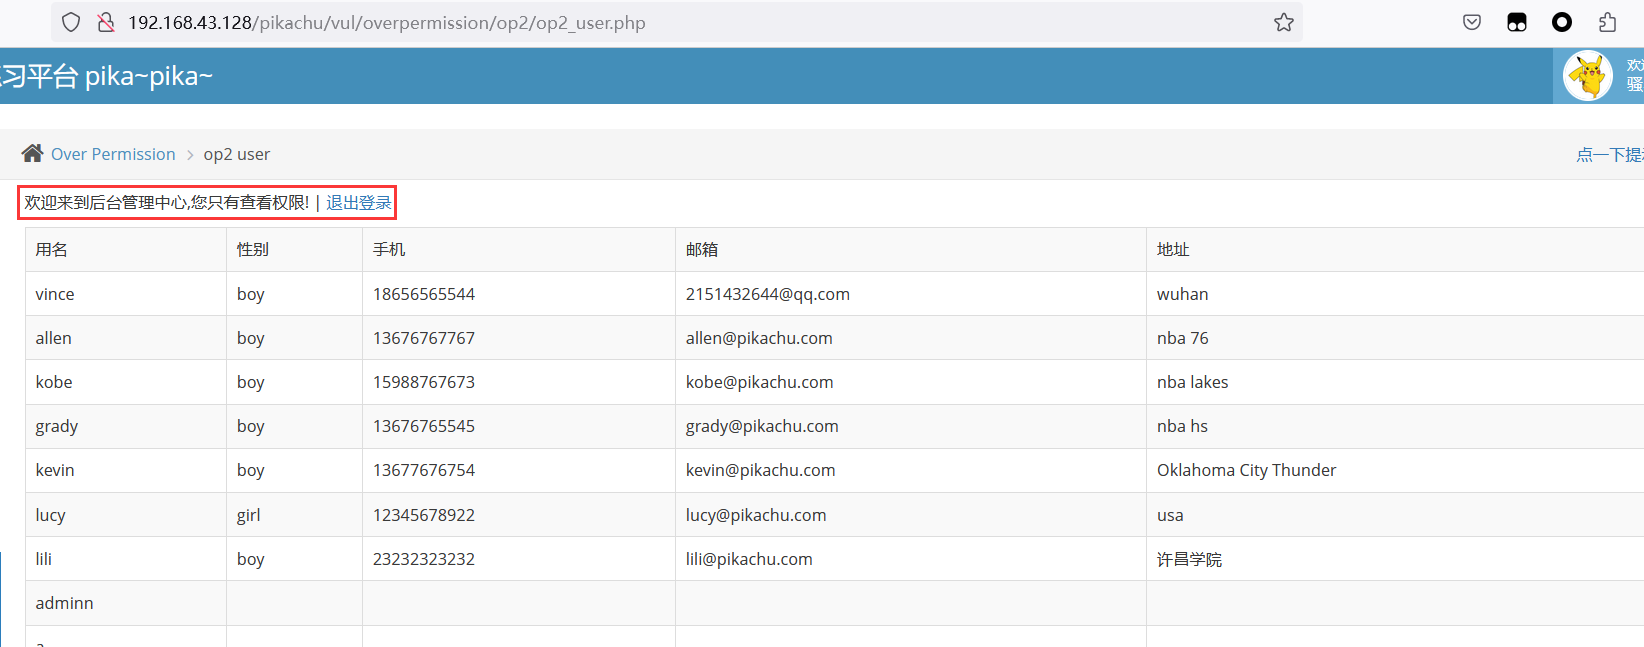 192.168.43.128/pikachu/vul/overpermission/op2/op2_user.php
习平台 pika~pika~
欢
骚
Over Permission > op2 user
点一下提
欢迎来到后台管理中心,您只有查看权限! | 退出登录
用名 性别 手机 邮箱 地址
vince boy 18656565544 2151432644@qq.com wuhan
allen boy 13676767767 allen@pikachu.com nba 76
kobe boy 15988767673 kobe@pikachu.com nba lakes
grady boy 13676765545 grady@pikachu.com nba hs
kevin boy 13677676754 kevin@pikachu.com Oklahoma City Thunder
lucy girl 12345678922 lucy@pikachu.com usa
lili boy 23232323232 lili@pikachu.com 许昌学院
adminn